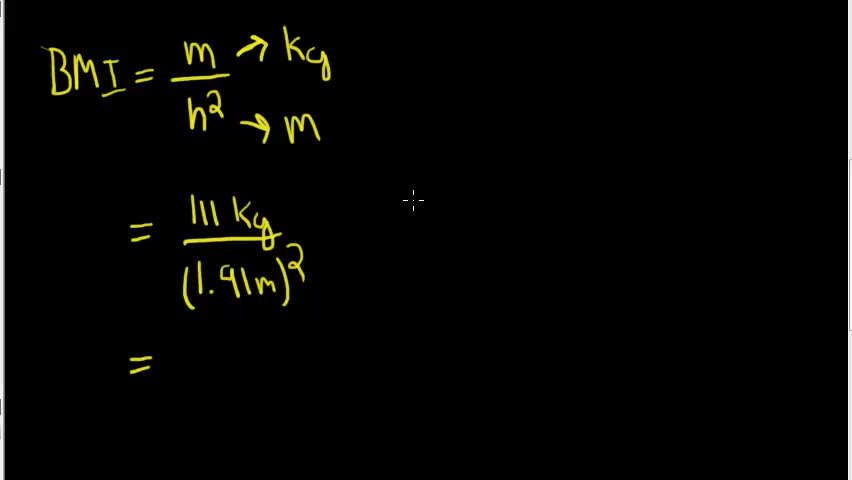 BMI = m/h² → kg → m
= 111 kg/(1.91m)²
=